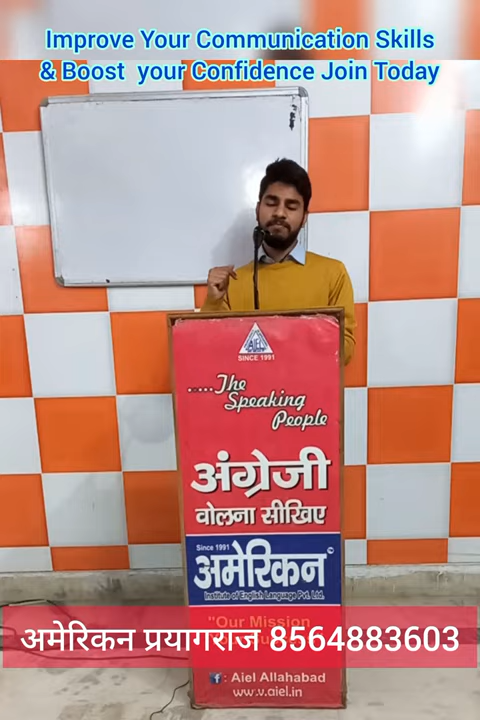 Improve Your Communication Skills
& Boost your Confidence Join Today
AIEL
SINCE 1991
.....The
Speaking
People
अंग्रेजी
वोलना सीखिए
Since 1991
अमेरिकन
Institute of English Language Pvt. Ltd.
"Our Mission
अमेरिकन प्रयागराज 8564883603
f : Aiel Allahabad
www.v.aiel.in